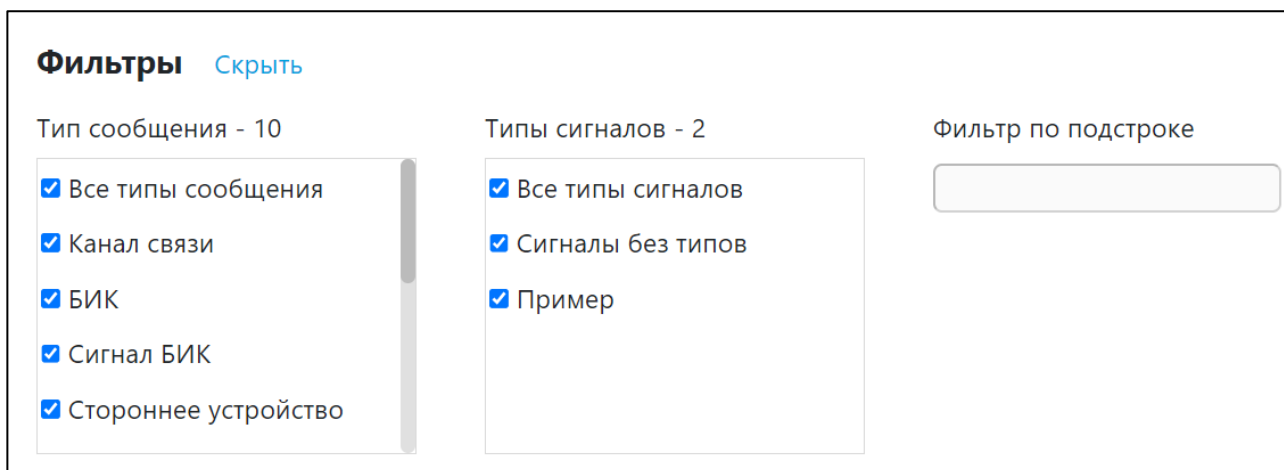 Фильтры Скрыть
Тип сообщения - 10
Все типы сообщения
Канал связи
БИК
Сигнал БИК
Стороннее устройство
Типы сигналов - 2
Все типы сигналов
Сигналы без типов
Пример
Фильтр по подстроке